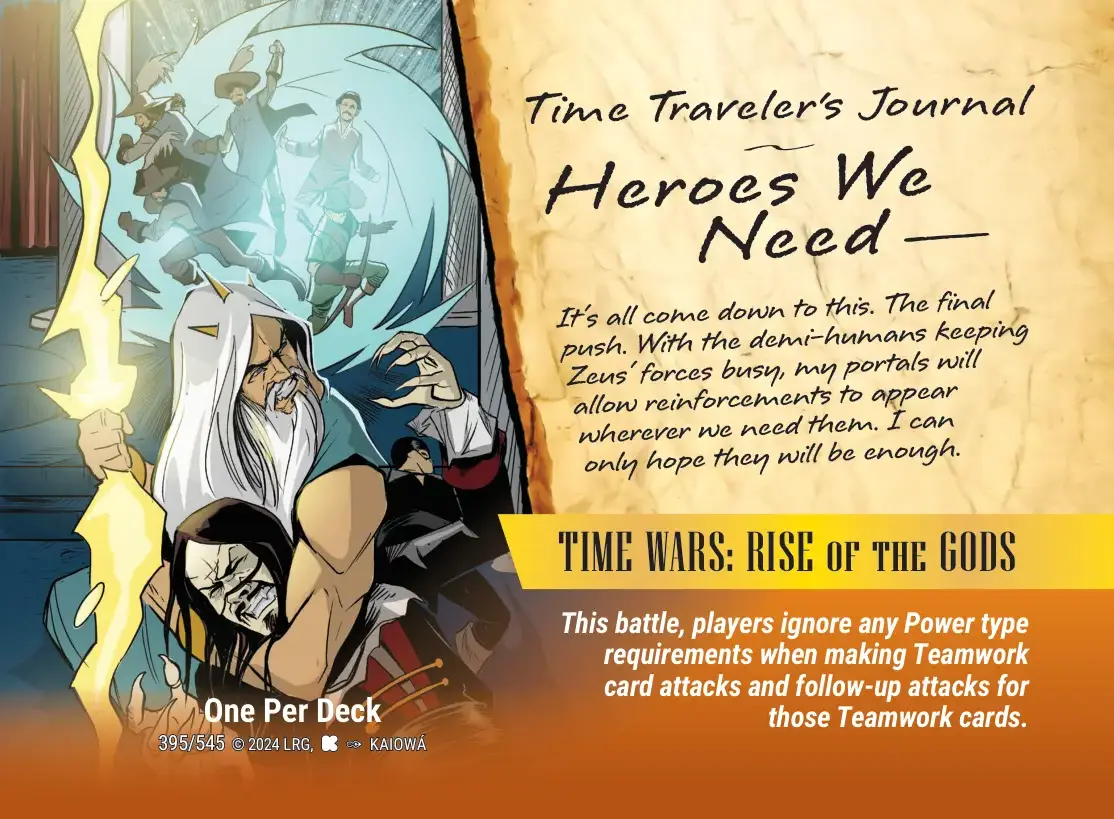 Time Traveler's Journal
Heroes We
Need —
It's all come down to this. The final
push. With the demi-humans keeping
Zeus' forces busy, my portals will
allow reinforcements to appear
wherever we need them. I can
only hope they will be enough.
TIME WARS: RISE OF THE GODS
This battle, players ignore any Power type
requirements when making Teamwork
card attacks and follow-up attacks for
those Teamwork cards.
One Per Deck
395/545 © 2024 LRG, KAIOWÁ